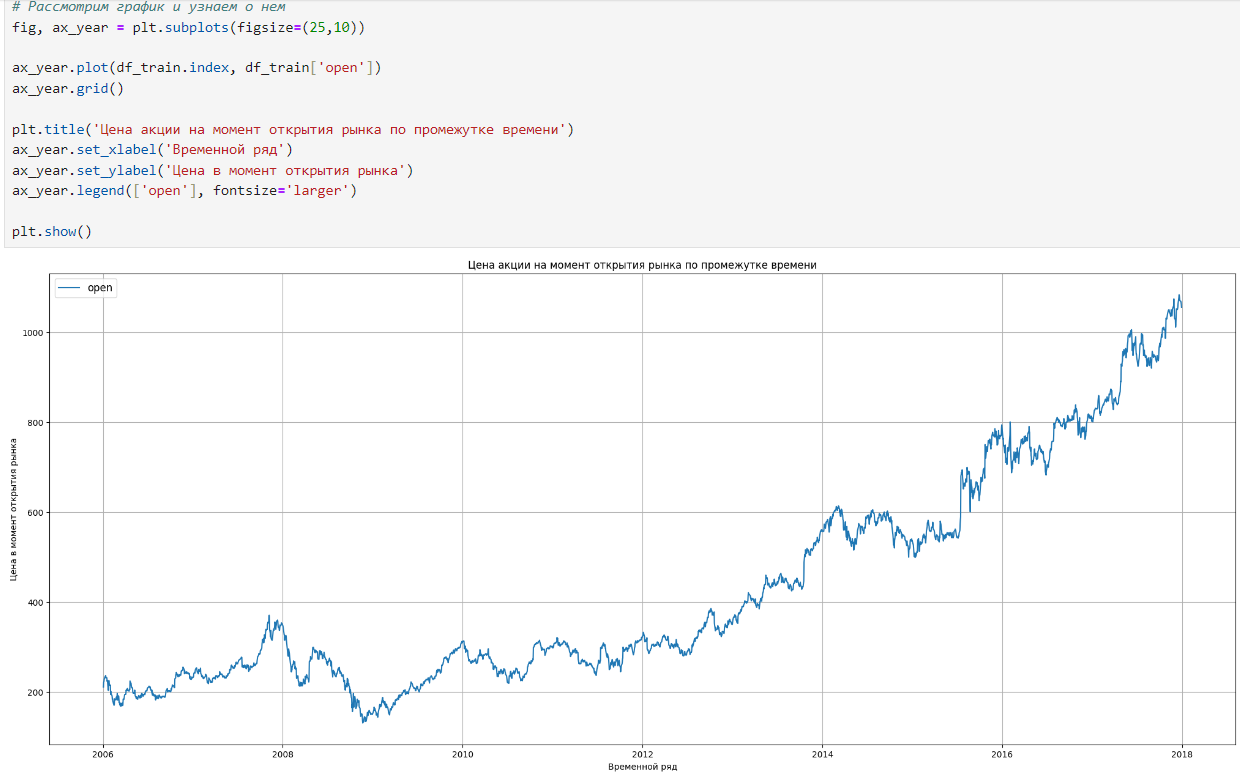 # Рассмотрим график и узнаем о нем
fig, ax_year = plt.subplots(figsize=(25,10))
ax_year.plot(df_train.index, df_train['open'])
ax_year.grid()
plt.title('Цена акции на момент открытия рынка по промежутке времени')
ax_year.set_xlabel('Временной ряд')
ax_year.set_ylabel('Цена в момент открытия рынка')
ax_year.legend(['open'], fontsize='larger')
plt.show()
Цена акции на момент открытия рынка по промежутке времени
open
1000
800
600
400
200
Цена в момент открытия рынка
2006 2008 2010 2012 2014 2016 2018
Временной ряд